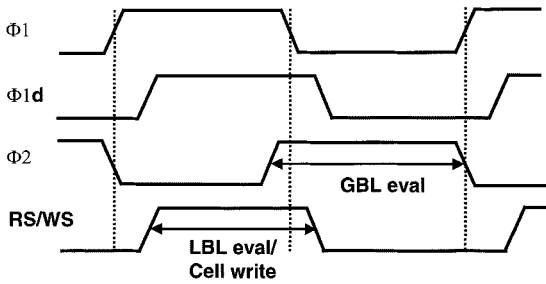 Φ1
Φ1d
Φ2
GBL eval
RS/WS
LBL eval/
Cell write